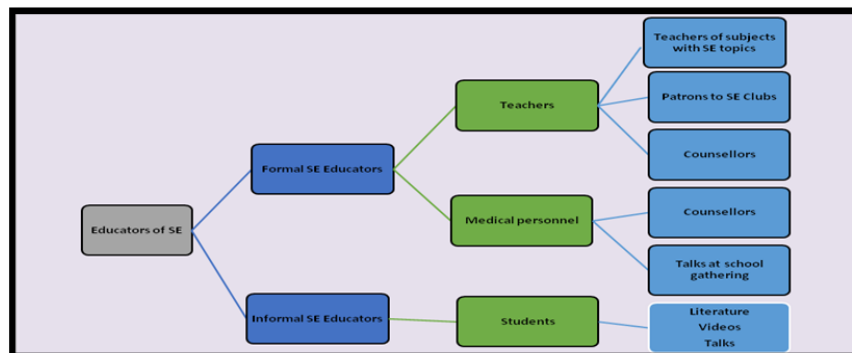 Educators of SE
Formal SE Educators
Informal SE Educators
Teachers
Medical personnel
Students
Teachers of subjects
with SE topics
Patrons to SE Clubs
Counsellors
Counsellors
Talks at school
gathering
Literature
Videos
Talks